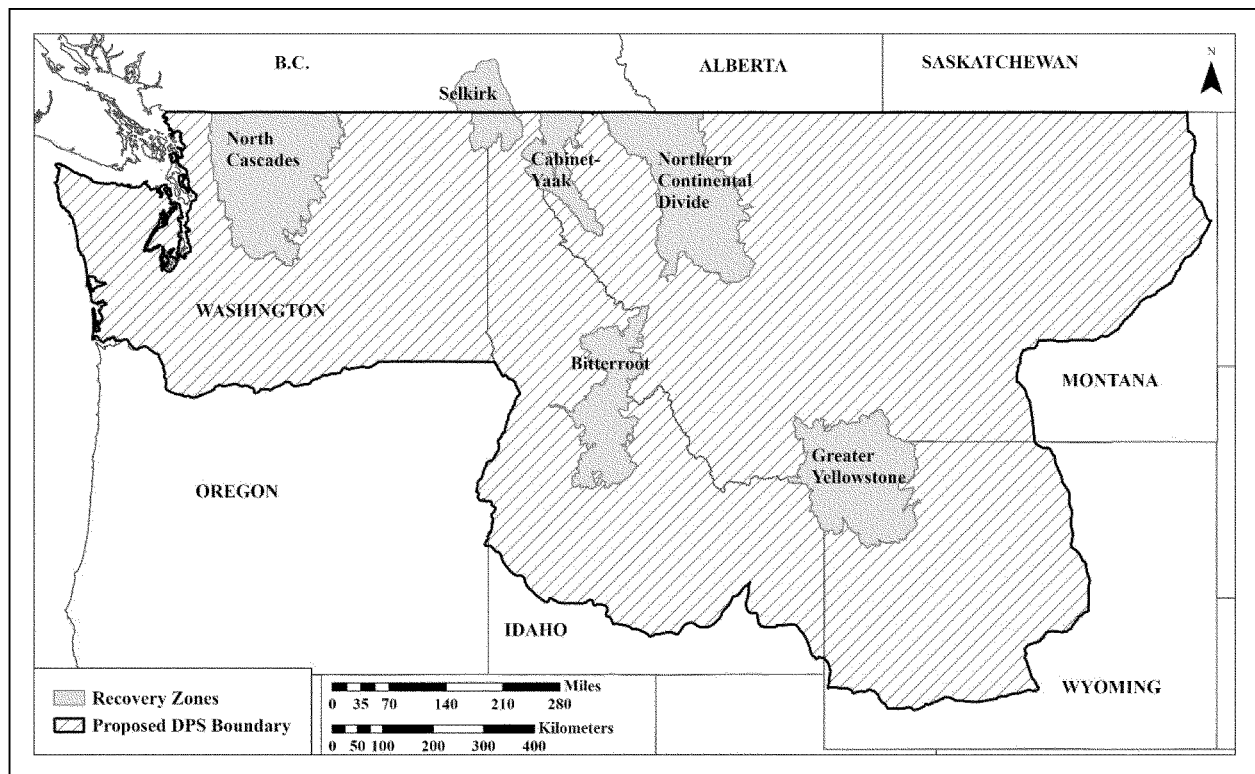 B.C.
ALBERTA
SASKATCHEWAN
N
Selkirk
North
Cascades
Cabinet-
Yaak
Northern
Continental
Divide
WASHINGTON
Bitterroot
MONTANA
Greater
Yellowstone
OREGON
IDAHO
WYOMING
Recovery Zones
Proposed DPS Boundary
Miles
0 35 70 140 210 280
Kilometers
0 50 100 200 300 400